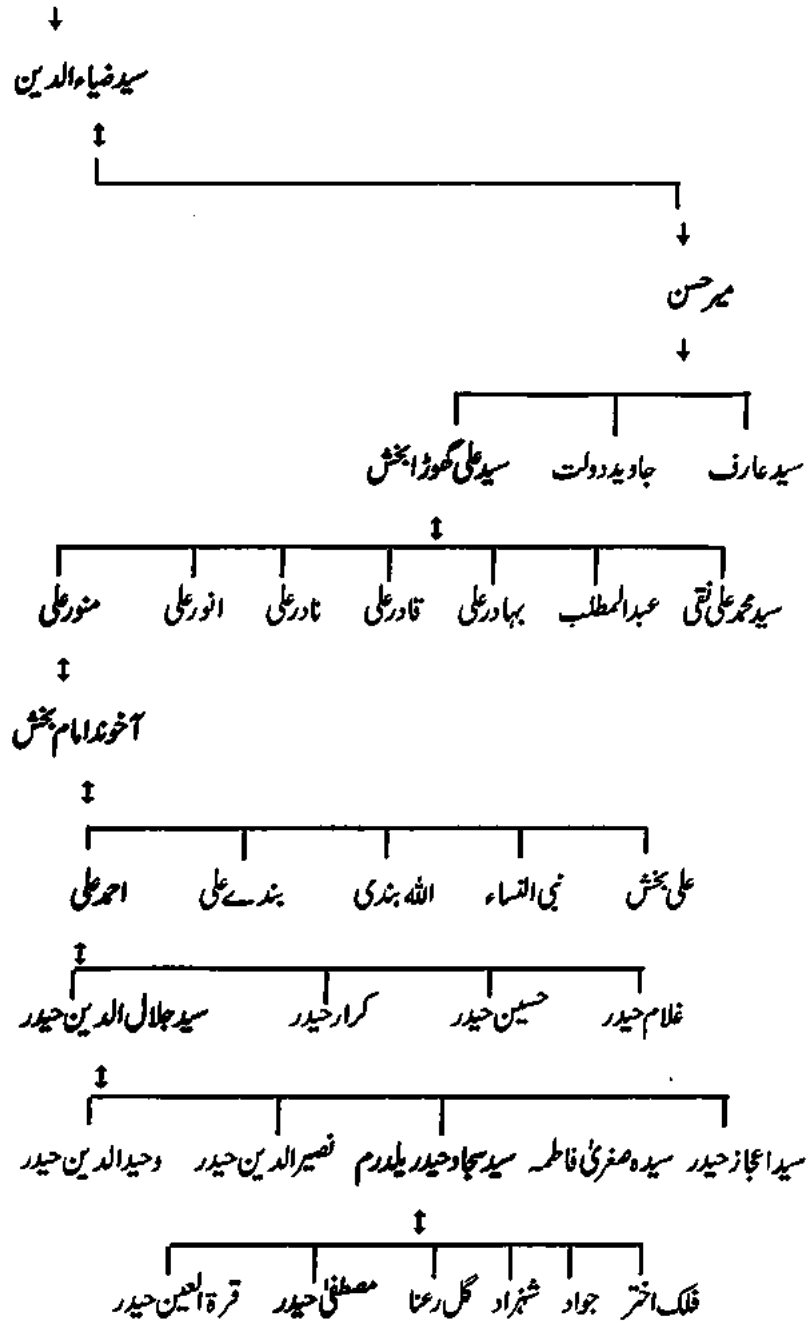 سید ضیاء الدین
میر حسن
سید عارف جاوید دولت سید علی گھوڑا بخش
سید محمد علی نقی عبدالمطلب بہادر علی قادر علی نادر علی انور علی منور علی
آخوند امام بخش
علی بخش نبی النساء اللہ بندی بندے علی احمد علی
غلام حیدر حسین حیدر کرار حیدر سید جلال الدین حیدر
سید اعجاز حیدر سیدہ صغریٰ فاطمہ سید سجاد حیدر یلدرم نصیر الدین حیدر وحید الدین حیدر
فلک اختر جواد شہزاد گل رعنا مصطفیٰ حیدر قرۃ العین حیدر